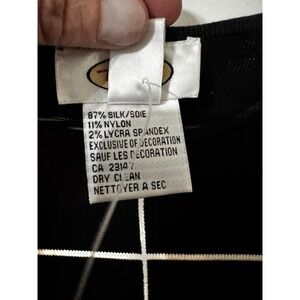 87% SILK/SOIE
11% NYLON
2% LYCRA SPANDEX
EXCLUSIVE OF DECORATION
SAUF LES DECORATION
CA 23147
DRY CLEAN
NETTOYER A SEC